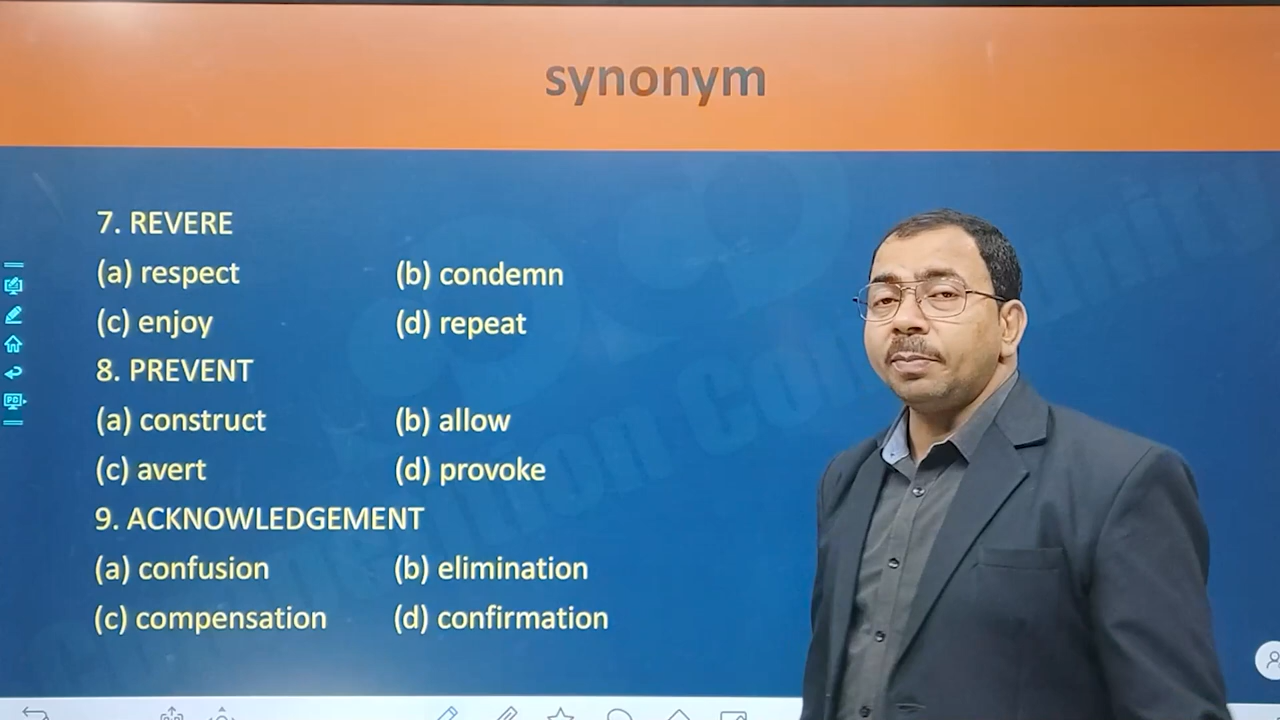 synonym
7. REVERE
(a) respect (b) condemn
(c) enjoy (d) repeat
8. PREVENT
(a) construct (b) allow
(c) avert (d) provoke
9. ACKNOWLEDGEMENT
(a) confusion (b) elimination
(c) compensation (d) confirmation